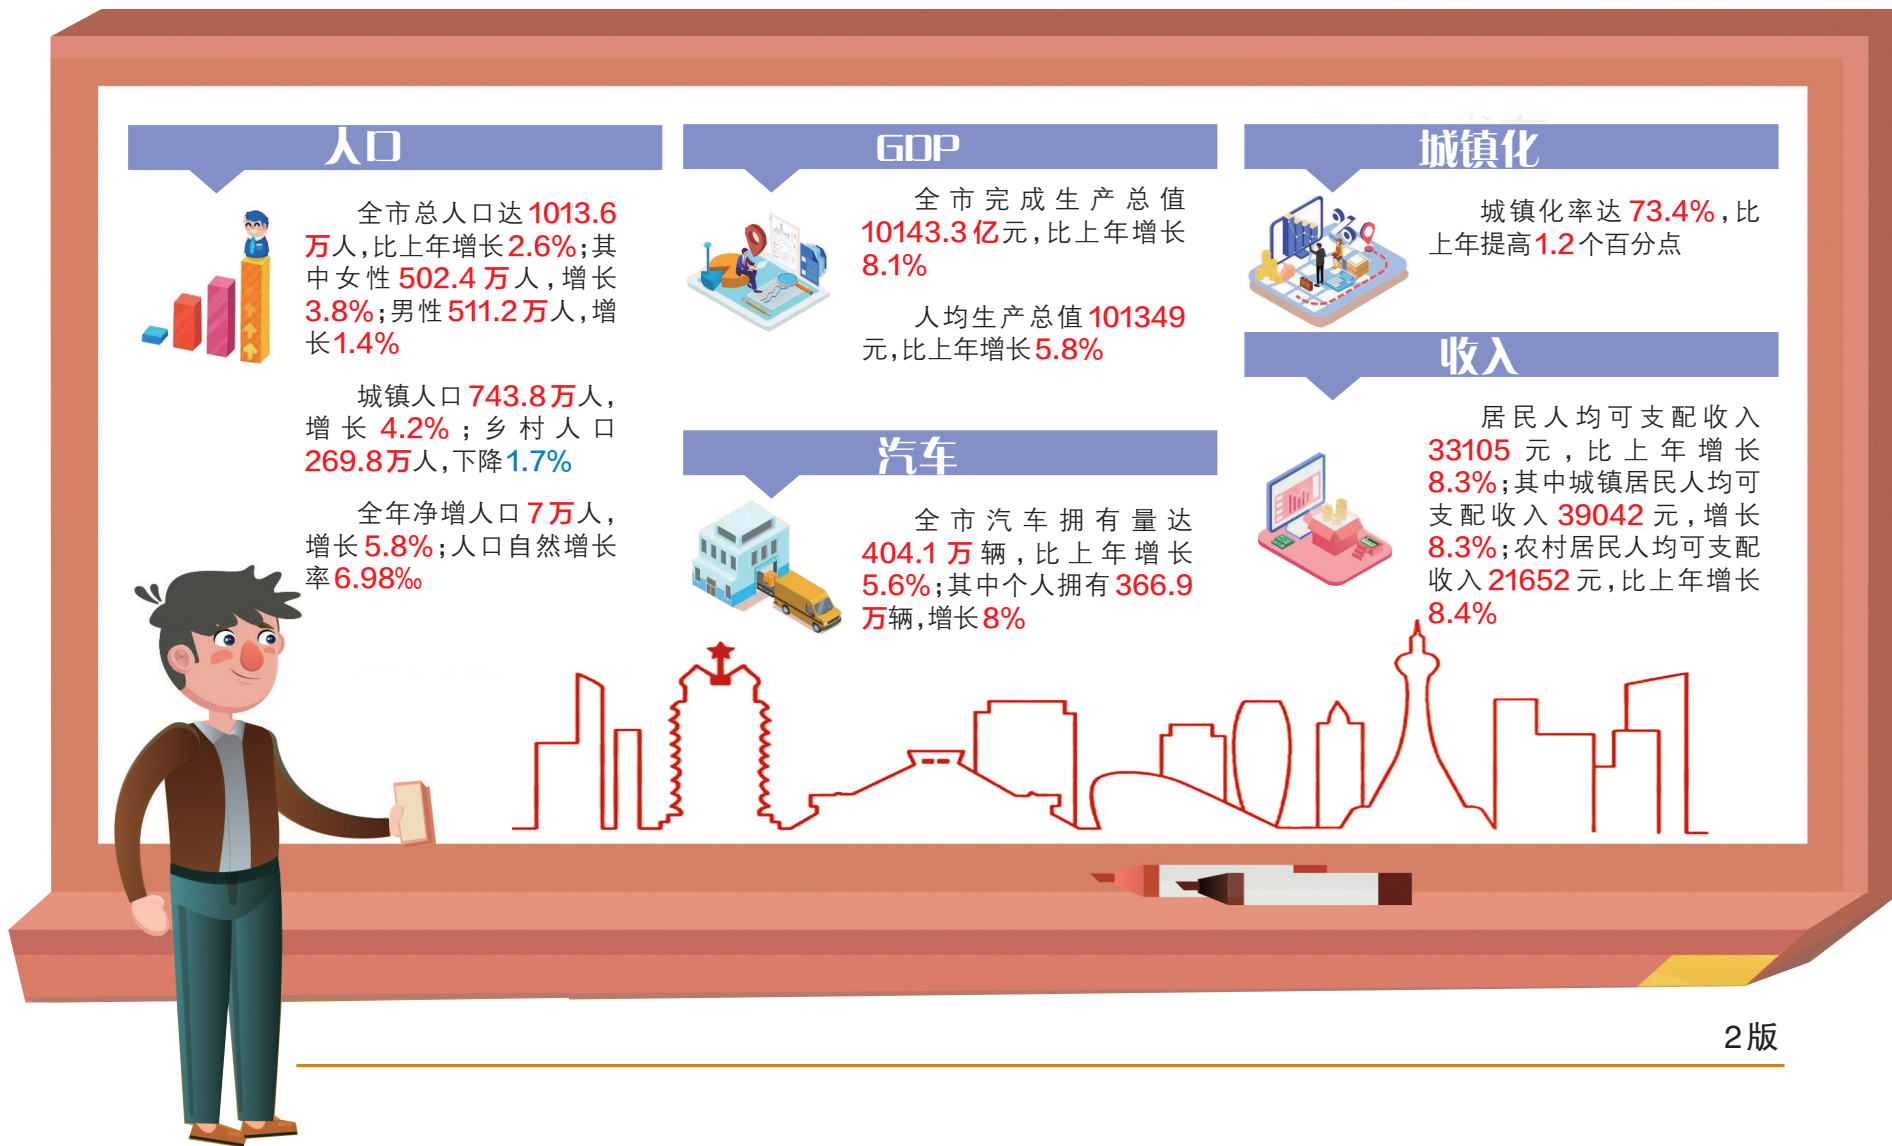 人口
全市总人口达1013.6
万人,比上年增长2.6%;其
中女性502.4万人,增长
3.8%;男性511.2万人,增
长1.4%
城镇人口743.8万人,
增长4.2%;乡村人口
269.8万人,下降1.7%
全年净增人口7万人,
增长5.8%;人口自然增长
率6.98‰
GDP
全市完成生产总值
10143.3亿元,比上年增长
8.1%
人均生产总值101349
元,比上年增长5.8%
汽车
全市汽车拥有量达
404.1万辆,比上年增长
5.6%;其中个人拥有366.9
万辆,增长8%
城镇化
城镇化率达73.4%,比
上年提高1.2个百分点
收入
居民人均可支配收入
33105元,比上年增长
8.3%;其中城镇居民人均可
支配收入39042元,增长
8.3%;农村居民人均可支配
收入21652元,比上年增长
8.4%
2版